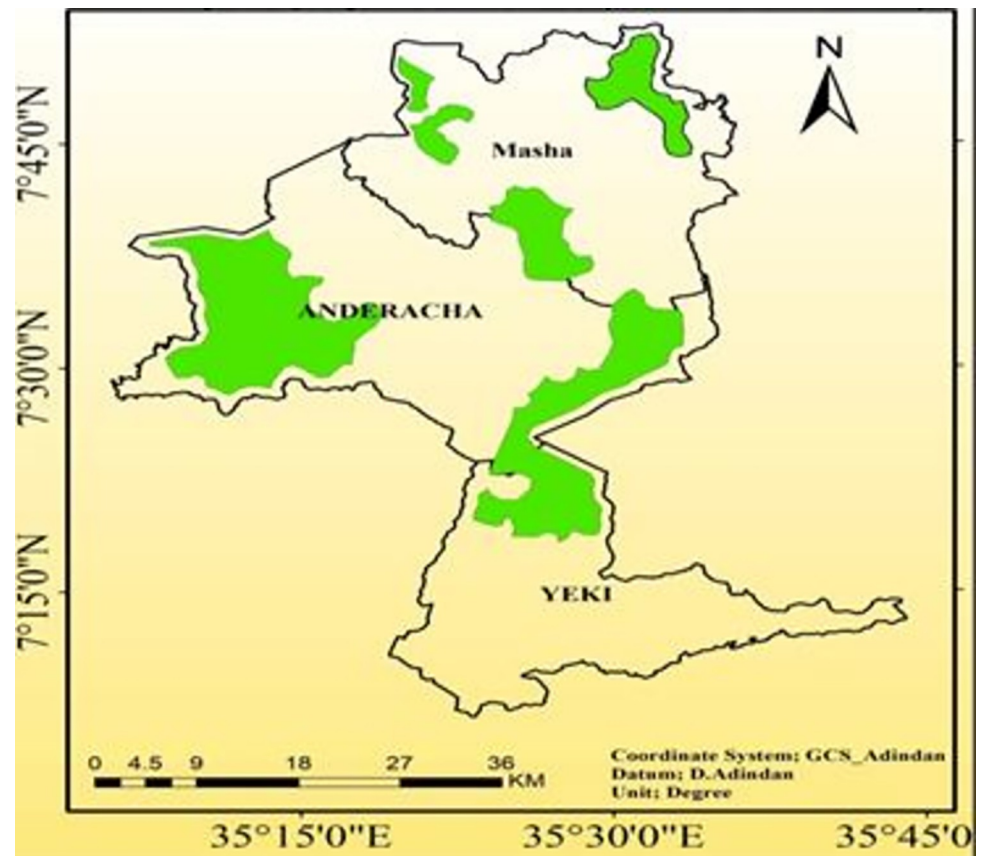 N
7°45'0"N
Masha
ANDERACHA
7°30'0"N
YEKI
7°15'0"N
0 4.5 9 18 27 36
KM
Coordinate System; GCS_Adindan
Datum; D.Adindan
Unit; Degree
35°15'0"E 35°30'0"E 35°45'0